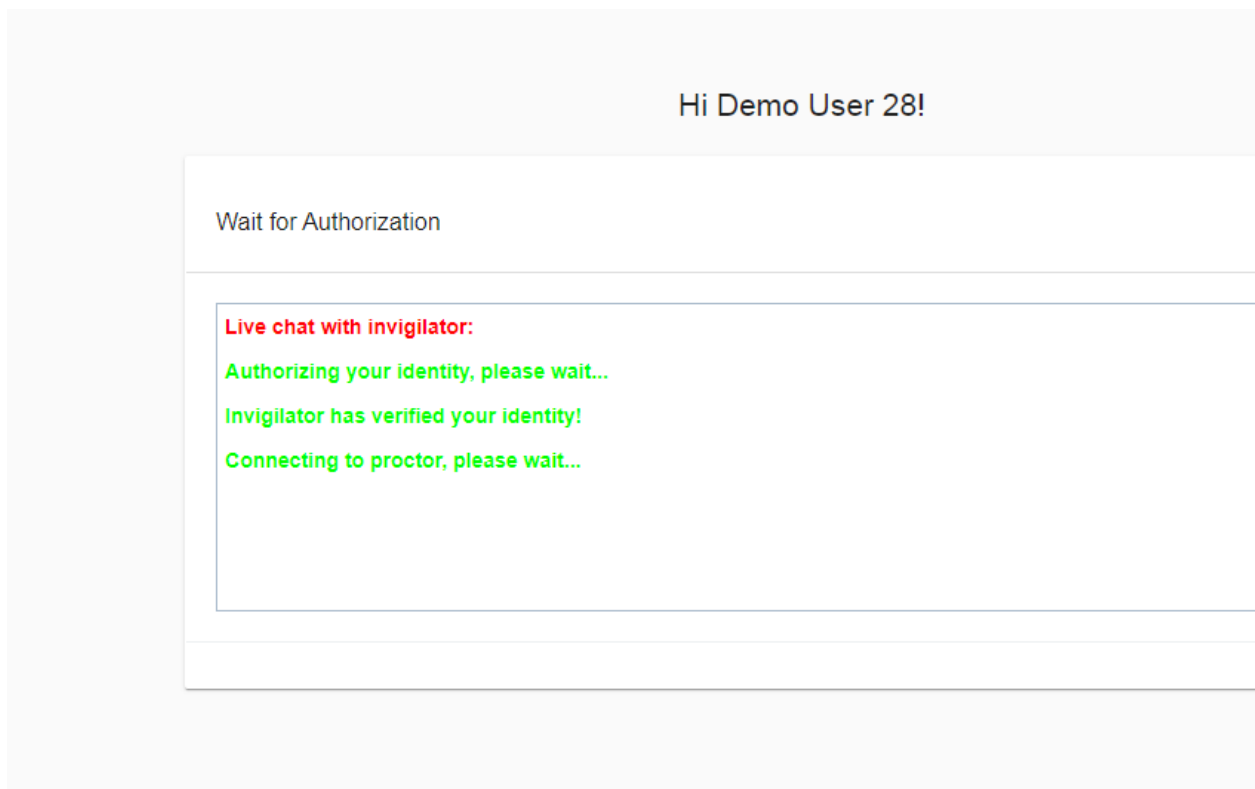 Hi Demo User 28!
Wait for Authorization
Live chat with invigilator:
Authorizing your identity, please wait...
Invigilator has verified your identity!
Connecting to proctor, please wait...